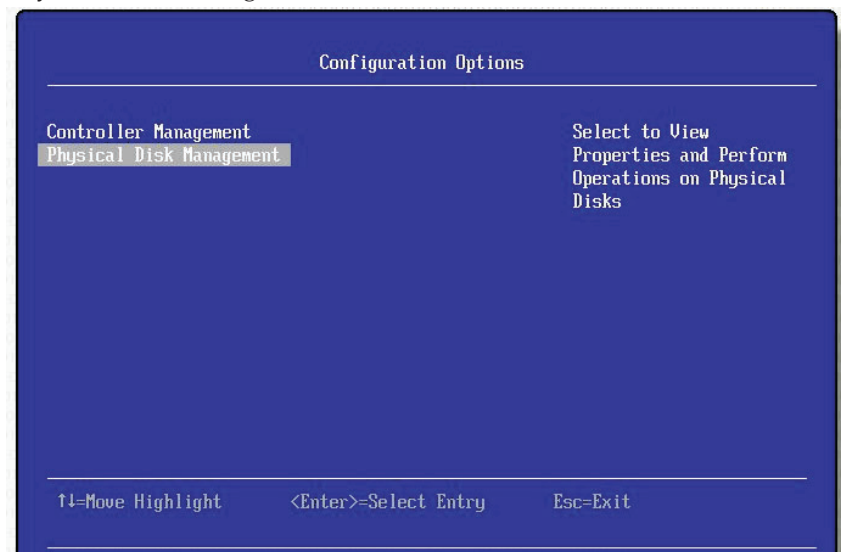 Configuration Options
Controller Management
Physical Disk Management
Select to View
Properties and Perform
Operations on Physical
Disks
↑↓=Move Highlight <Enter>=Select Entry Esc=Exit